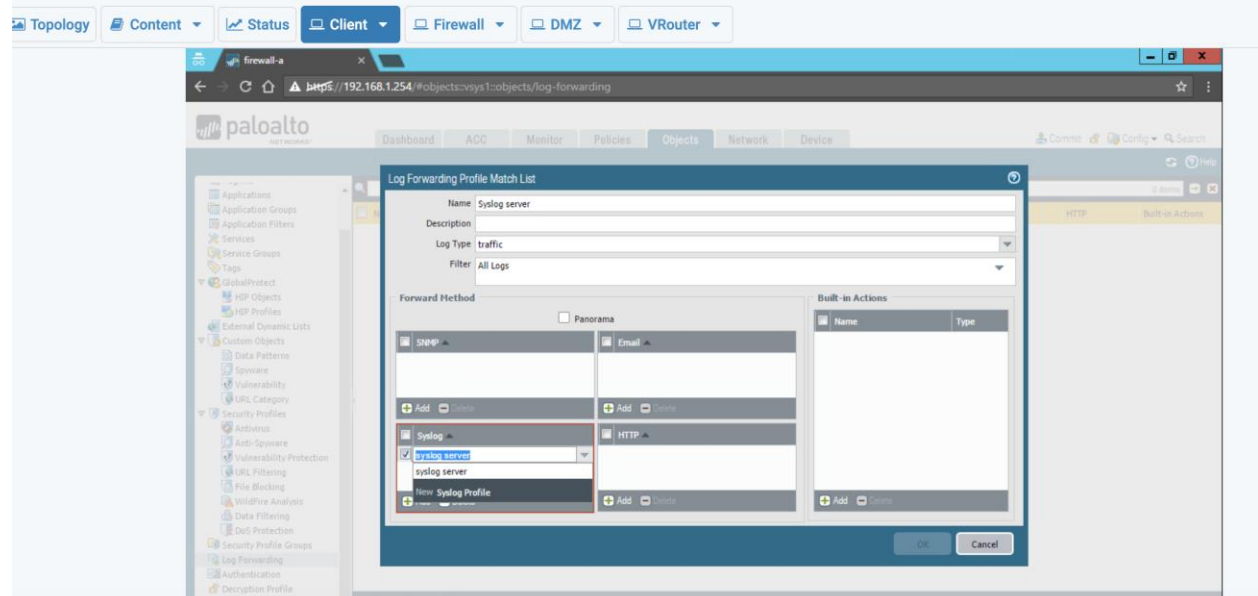 Topology Content Status Client Firewall DMZ VRouter
firewall-a
https://192.168.1.254/#objects::vsys1::objects/log-forwarding
paloalto
NETWORKS
Dashboard ACC Monitor Policies Objects Network Device
Commit Config Search
Help
Applications
Application Groups
Application Filters
Services
Service Groups
Tags
GlobalProtect
HIP Objects
HIP Profiles
External Dynamic Lists
Custom Objects
Data Patterns
Spyware
Vulnerability
URL Category
Security Profiles
Antivirus
Anti-Spyware
Vulnerability Protection
URL Filtering
File Blocking
WildFire Analysis
Data Filtering
DoS Protection
Security Profile Groups
Log Forwarding
Authentication
Decryption Profile
0 items
HTTP Built-in Actions
Log Forwarding Profile Match List
Name Syslog server
Description
Log Type traffic
Filter All Logs
Forward Method
Panorama
SNMP Email
Add Delete Add Delete
Syslog HTTP
syslog server
syslog server
New Syslog Profile
Add Delete
Built-in Actions
Name Type
Add Delete
OK Cancel